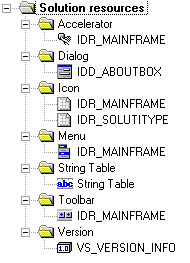 Solution resources
Accelerator
IDR_MAINFRAME
Dialog
IDD_ABOUTBOX
Icon
IDR_MAINFRAME
IDR_SOLUTITYPE
Menu
IDR_MAINFRAME
String Table
abc String Table
Toolbar
IDR_MAINFRAME
Version
1.0 VS_VERSION_INFO